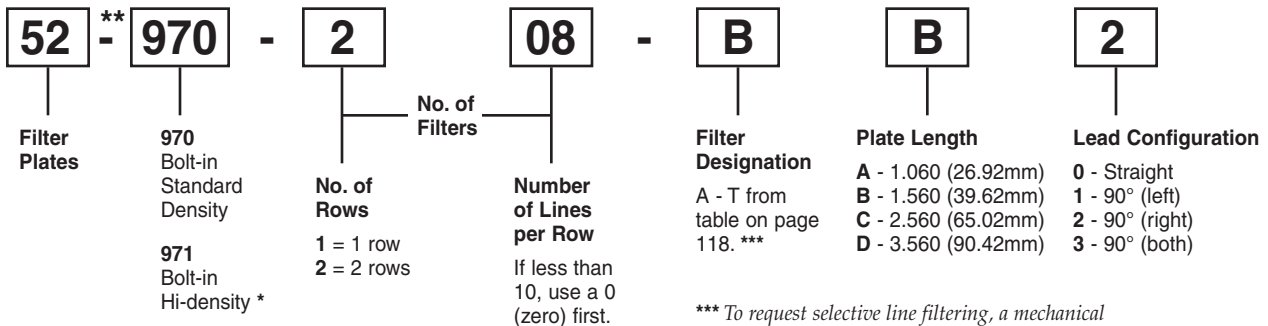 52 -** 970 - 2 08 - B B 2
No. of
Filters
Filter
Plates
970
Bolt-in
Standard
Density
971
Bolt-in
Hi-density *
No. of
Rows
1 = 1 row
2 = 2 rows
Number
of Lines
per Row
If less than
10, use a 0
(zero) first.
Filter
Designation
A - T from
table on page
118. ***
Plate Length
A - 1.060 (26.92mm)
B - 1.560 (39.62mm)
C - 2.560 (65.02mm)
D - 3.560 (90.42mm)
Lead Configuration
0 - Straight
1 - 90° (left)
2 - 90° (right)
3 - 90° (both)
*** To request selective line filtering, a mechanical